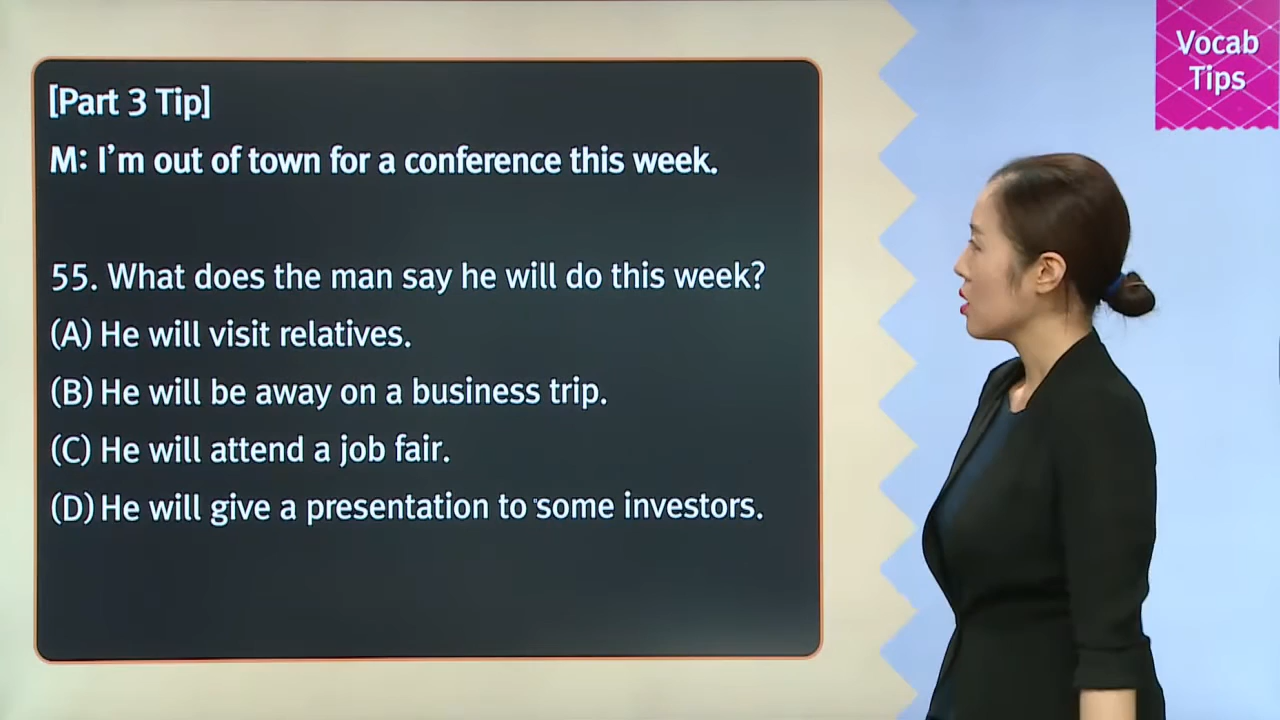 [Part 3 Tip]
M: I'm out of town for a conference this week.
55. What does the man say he will do this week?
(A) He will visit relatives.
(B) He will be away on a business trip.
(C) He will attend a job fair.
(D) He will give a presentation to some investors.
Vocab
Tips